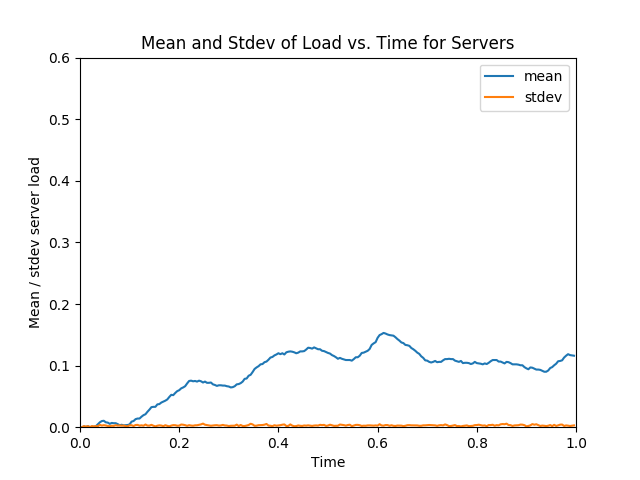 Mean and Stdev of Load vs. Time for Servers
mean
stdev
Mean / stdev server load
0.6
0.5
0.4
0.3
0.2
0.1
0.0
0.0 0.2 0.4 0.6 0.8 1.0
Time